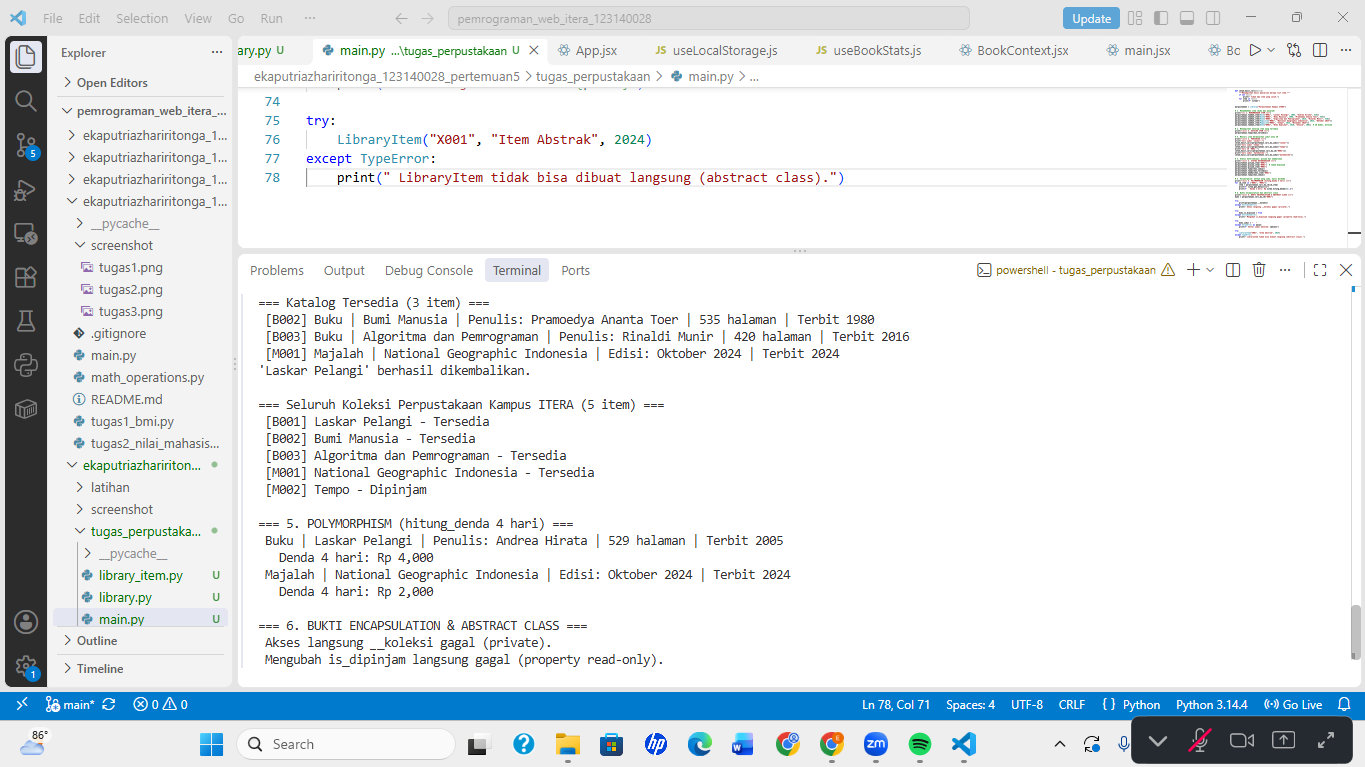 File Edit Selection View Go Run ··· pemrograman_web_itera_123140028 Update
Explorer ···
Open Editors
pemrograman_web_itera_...
ekaputriazhariritonga_1...
ekaputriazhariritonga_1...
ekaputriazhariritonga_1...
ekaputriazhariritonga_1...
__pycache__
screenshot
tugas1.png
tugas2.png
tugas3.png
.gitignore
main.py
math_operations.py
README.md
tugas1_bmi.py
tugas2_nilai_mahasis...
ekaputriazhaririton...
latihan
screenshot
tugas_perpustaka...
__pycache__
library_item.py U
library.py U
main.py U
Outline
Timeline
5
1
ary.py U main.py ...\tugas_perpustakaan U App.jsx useLocalStorage.js useBookStats.js BookContext.jsx main.jsx Bo
ekaputriazhariritonga_123140028_pertemuan5 > tugas_perpustakaan > main.py > ...
74
75 try:
76 LibraryItem("X001", "Item Abstrak", 2024)
77 except TypeError:
78 print(" LibraryItem tidak bisa dibuat langsung (abstract class).")
Problems Output Debug Console Terminal Ports powershell - tugas_perpustakaan
=== Katalog Tersedia (3 item) ===
[B002] Buku | Bumi Manusia | Penulis: Pramoedya Ananta Toer | 535 halaman | Terbit 1980
[B003] Buku | Algoritma dan Pemrograman | Penulis: Rinaldi Munir | 420 halaman | Terbit 2016
[M001] Majalah | National Geographic Indonesia | Edisi: Oktober 2024 | Terbit 2024
'Laskar Pelangi' berhasil dikembalikan.
=== Seluruh Koleksi Perpustakaan Kampus ITERA (5 item) ===
[B001] Laskar Pelangi - Tersedia
[B002] Bumi Manusia - Tersedia
[B003] Algoritma dan Pemrograman - Tersedia
[M001] National Geographic Indonesia - Tersedia
[M002] Tempo - Dipinjam
=== 5. POLYMORPHISM (hitung_denda 4 hari) ===
Buku | Laskar Pelangi | Penulis: Andrea Hirata | 529 halaman | Terbit 2005
Denda 4 hari: Rp 4,000
Majalah | National Geographic Indonesia | Edisi: Oktober 2024 | Terbit 2024
Denda 4 hari: Rp 2,000
=== 6. BUKTI ENCAPSULATION & ABSTRACT CLASS ===
Akses langsung __koleksi gagal (private).
Mengubah is_dipinjam langsung gagal (property read-only).
main* 0 0 Ln 78, Col 71 Spaces: 4 UTF-8 CRLF { } Python Python 3.14.4 Go Live
86° Search